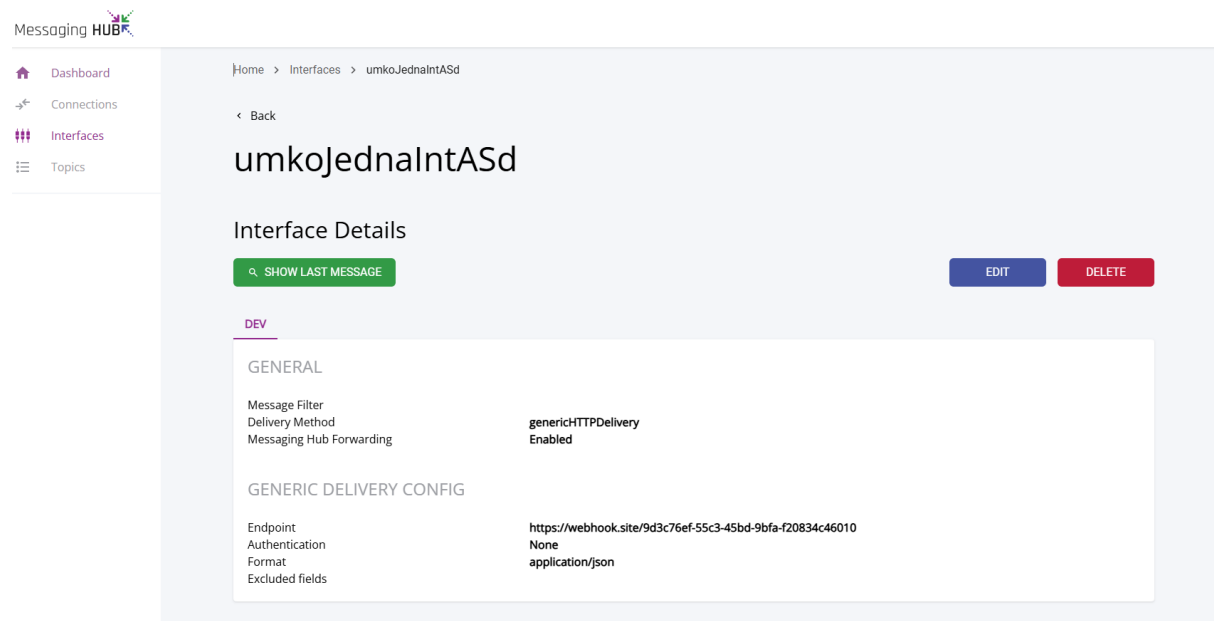 Messaging HUB
Dashboard
Connections
Interfaces
Topics
Home > Interfaces > umkoJednaIntASd
< Back
umkoJednaIntASd
Interface Details
SHOW LAST MESSAGE
EDIT
DELETE
DEV
GENERAL
Message Filter
Delivery Method genericHTTPDelivery
Messaging Hub Forwarding Enabled
GENERIC DELIVERY CONFIG
Endpoint https://webhook.site/9d3c76ef-55c3-45bd-9bfa-f20834c46010
Authentication None
Format application/json
Excluded fields